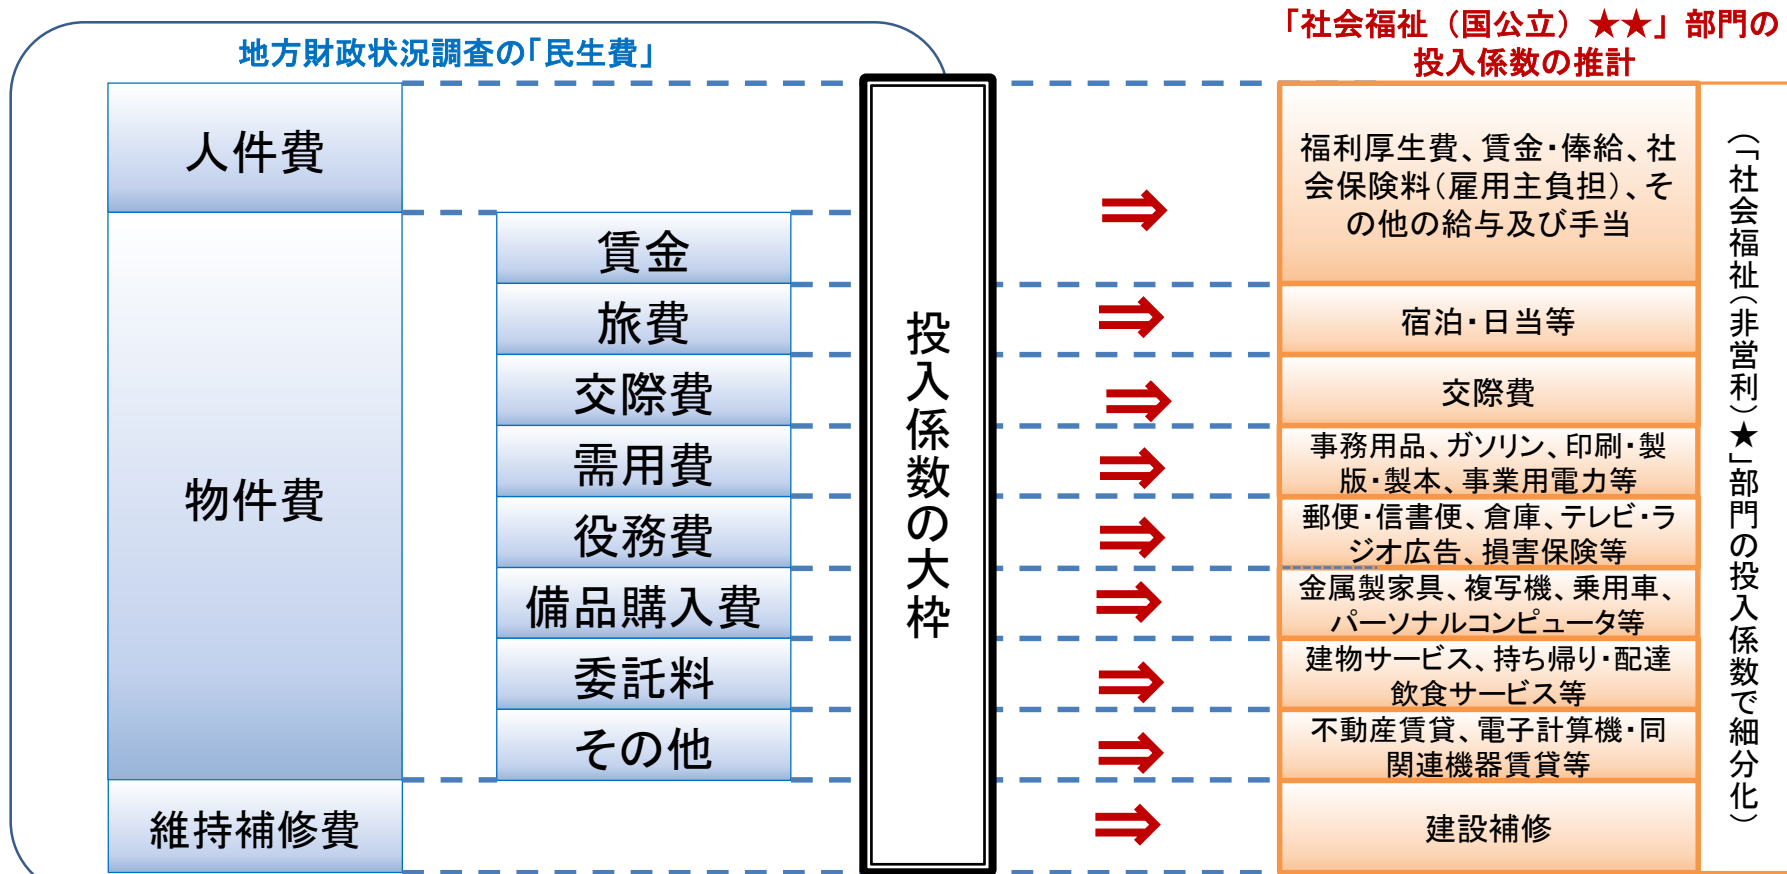 地方財政状況調査の「民生費」
「社会福祉（国公立）★★」部門の
投入係数の推計
人件費
物件費
維持補修費
賃金
旅費
交際費
需用費
役務費
備品購入費
委託料
その他
投入係数の大枠
⇒
⇒
⇒
⇒
⇒
⇒
⇒
⇒
⇒
福利厚生費、賃金・俸給、社
会保険料（雇用主負担）、そ
の他の給与及び手当
宿泊・日当等
交際費
事務用品、ガソリン、印刷・製
版・製本、事業用電力等
郵便・信書便、倉庫、テレビ・ラ
ジオ広告、損害保険等
金属製家具、複写機、乗用車、
パーソナルコンピュータ等
建物サービス、持ち帰り・配達
飲食サービス等
不動産賃貸、電子計算機・同
関連機器賃貸等
建設補修
（「社会福祉（非営利）★」部門の投入係数で細分化）